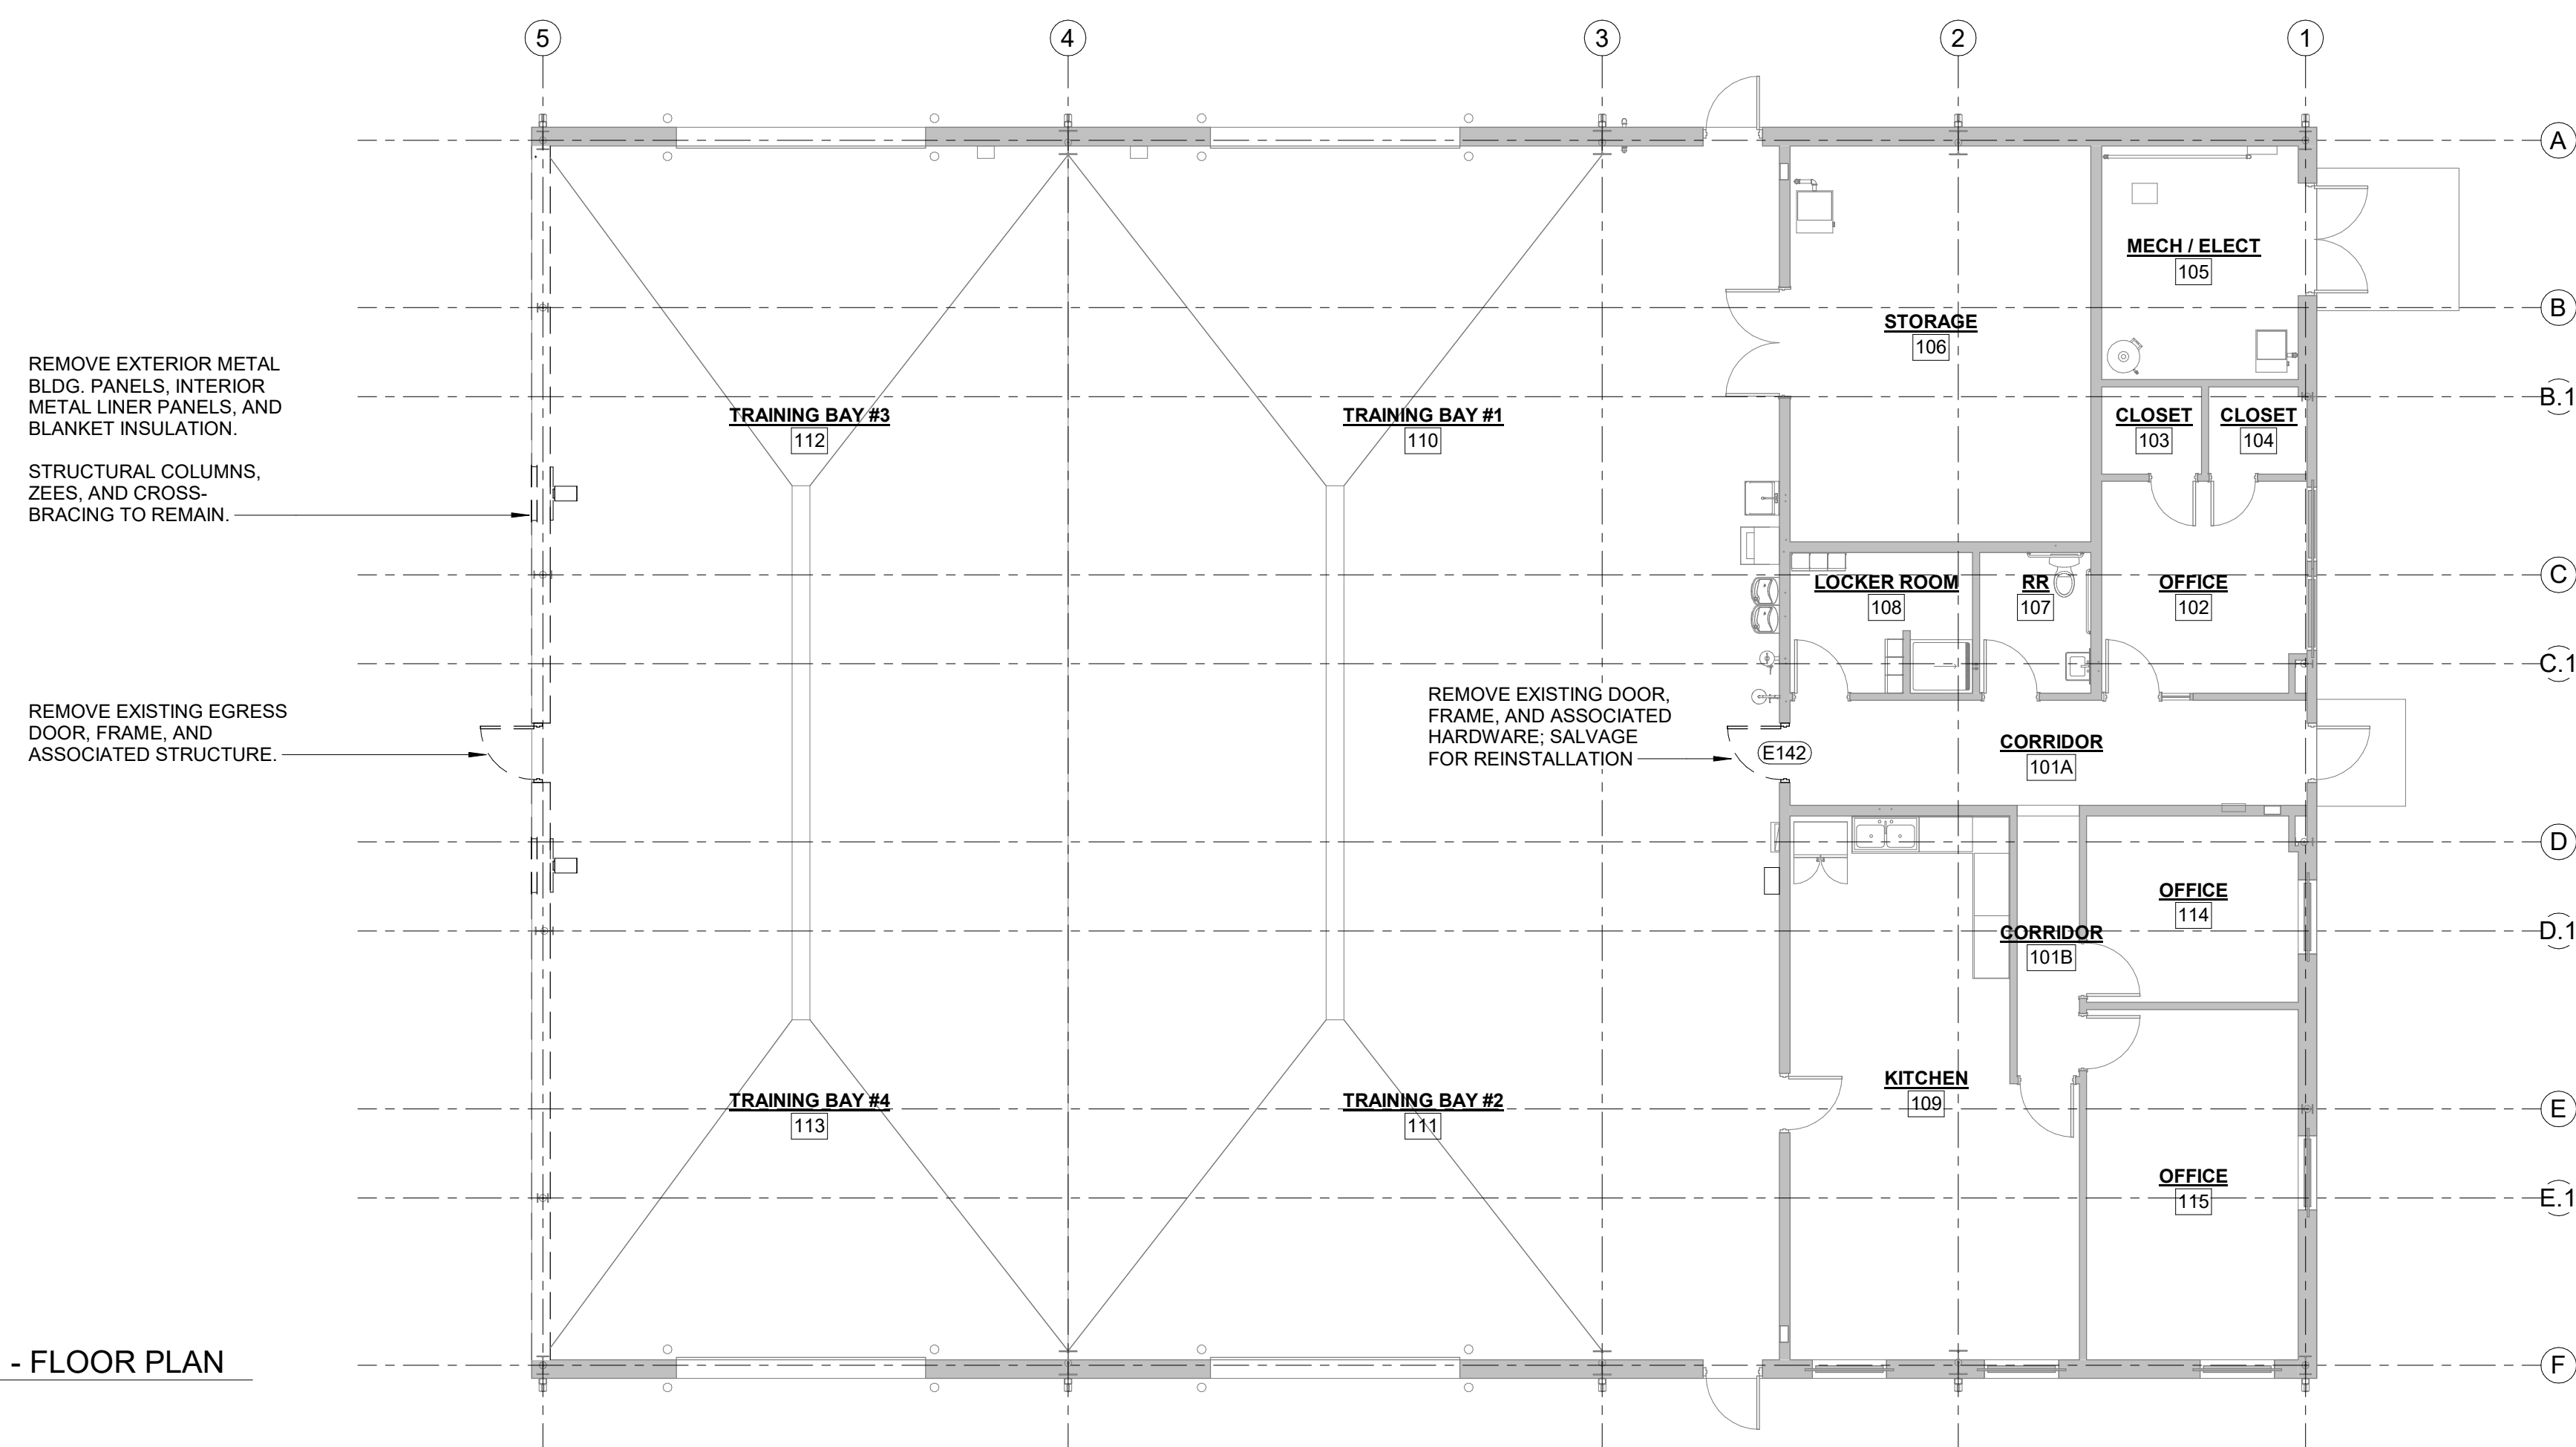 5
4
3
2
1
A
B
B.1
C
C.1
D
D.1
E
E.1
F
REMOVE EXTERIOR METAL
BLDG. PANELS, INTERIOR
METAL LINER PANELS, AND
BLANKET INSULATION.
STRUCTURAL COLUMNS,
ZEES, AND CROSS-
BRACING TO REMAIN.
REMOVE EXISTING EGRESS
DOOR, FRAME, AND
ASSOCIATED STRUCTURE.
TRAINING BAY #3
112
TRAINING BAY #1
110
TRAINING BAY #4
113
TRAINING BAY #2
111
REMOVE EXISTING DOOR,
FRAME, AND ASSOCIATED
HARDWARE; SALVAGE
FOR REINSTALLATION
E142
STORAGE
106
MECH / ELECT
105
CLOSET
103
CLOSET
104
LOCKER ROOM
108
RR
107
OFFICE
102
CORRIDOR
101A
OFFICE
114
CORRIDOR
101B
KITCHEN
109
OFFICE
115
- FLOOR PLAN